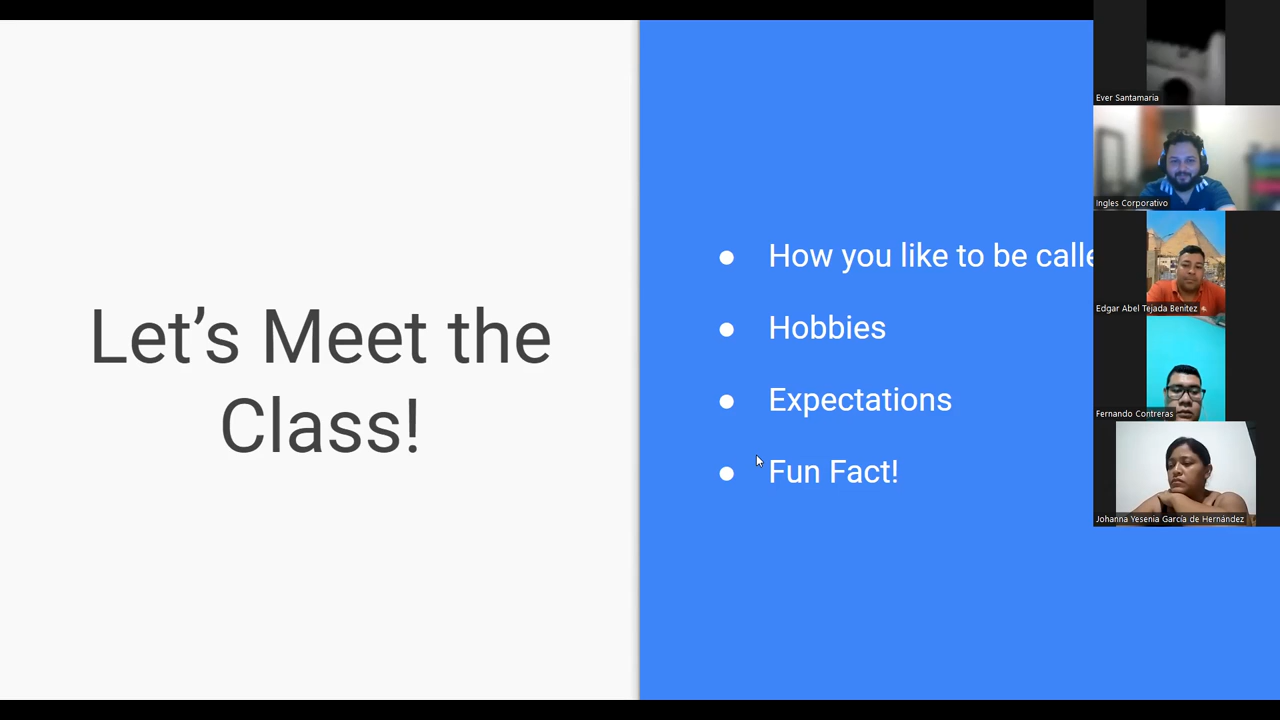 Let's Meet the
Class!
How you like to be calle
Hobbies
Expectations
Fun Fact!
Ever Santamaria
Ingles Corporativo
Edgar Abel Tejada Benitez
Fernando Contreras
Johanna Yesenia García de Hernández